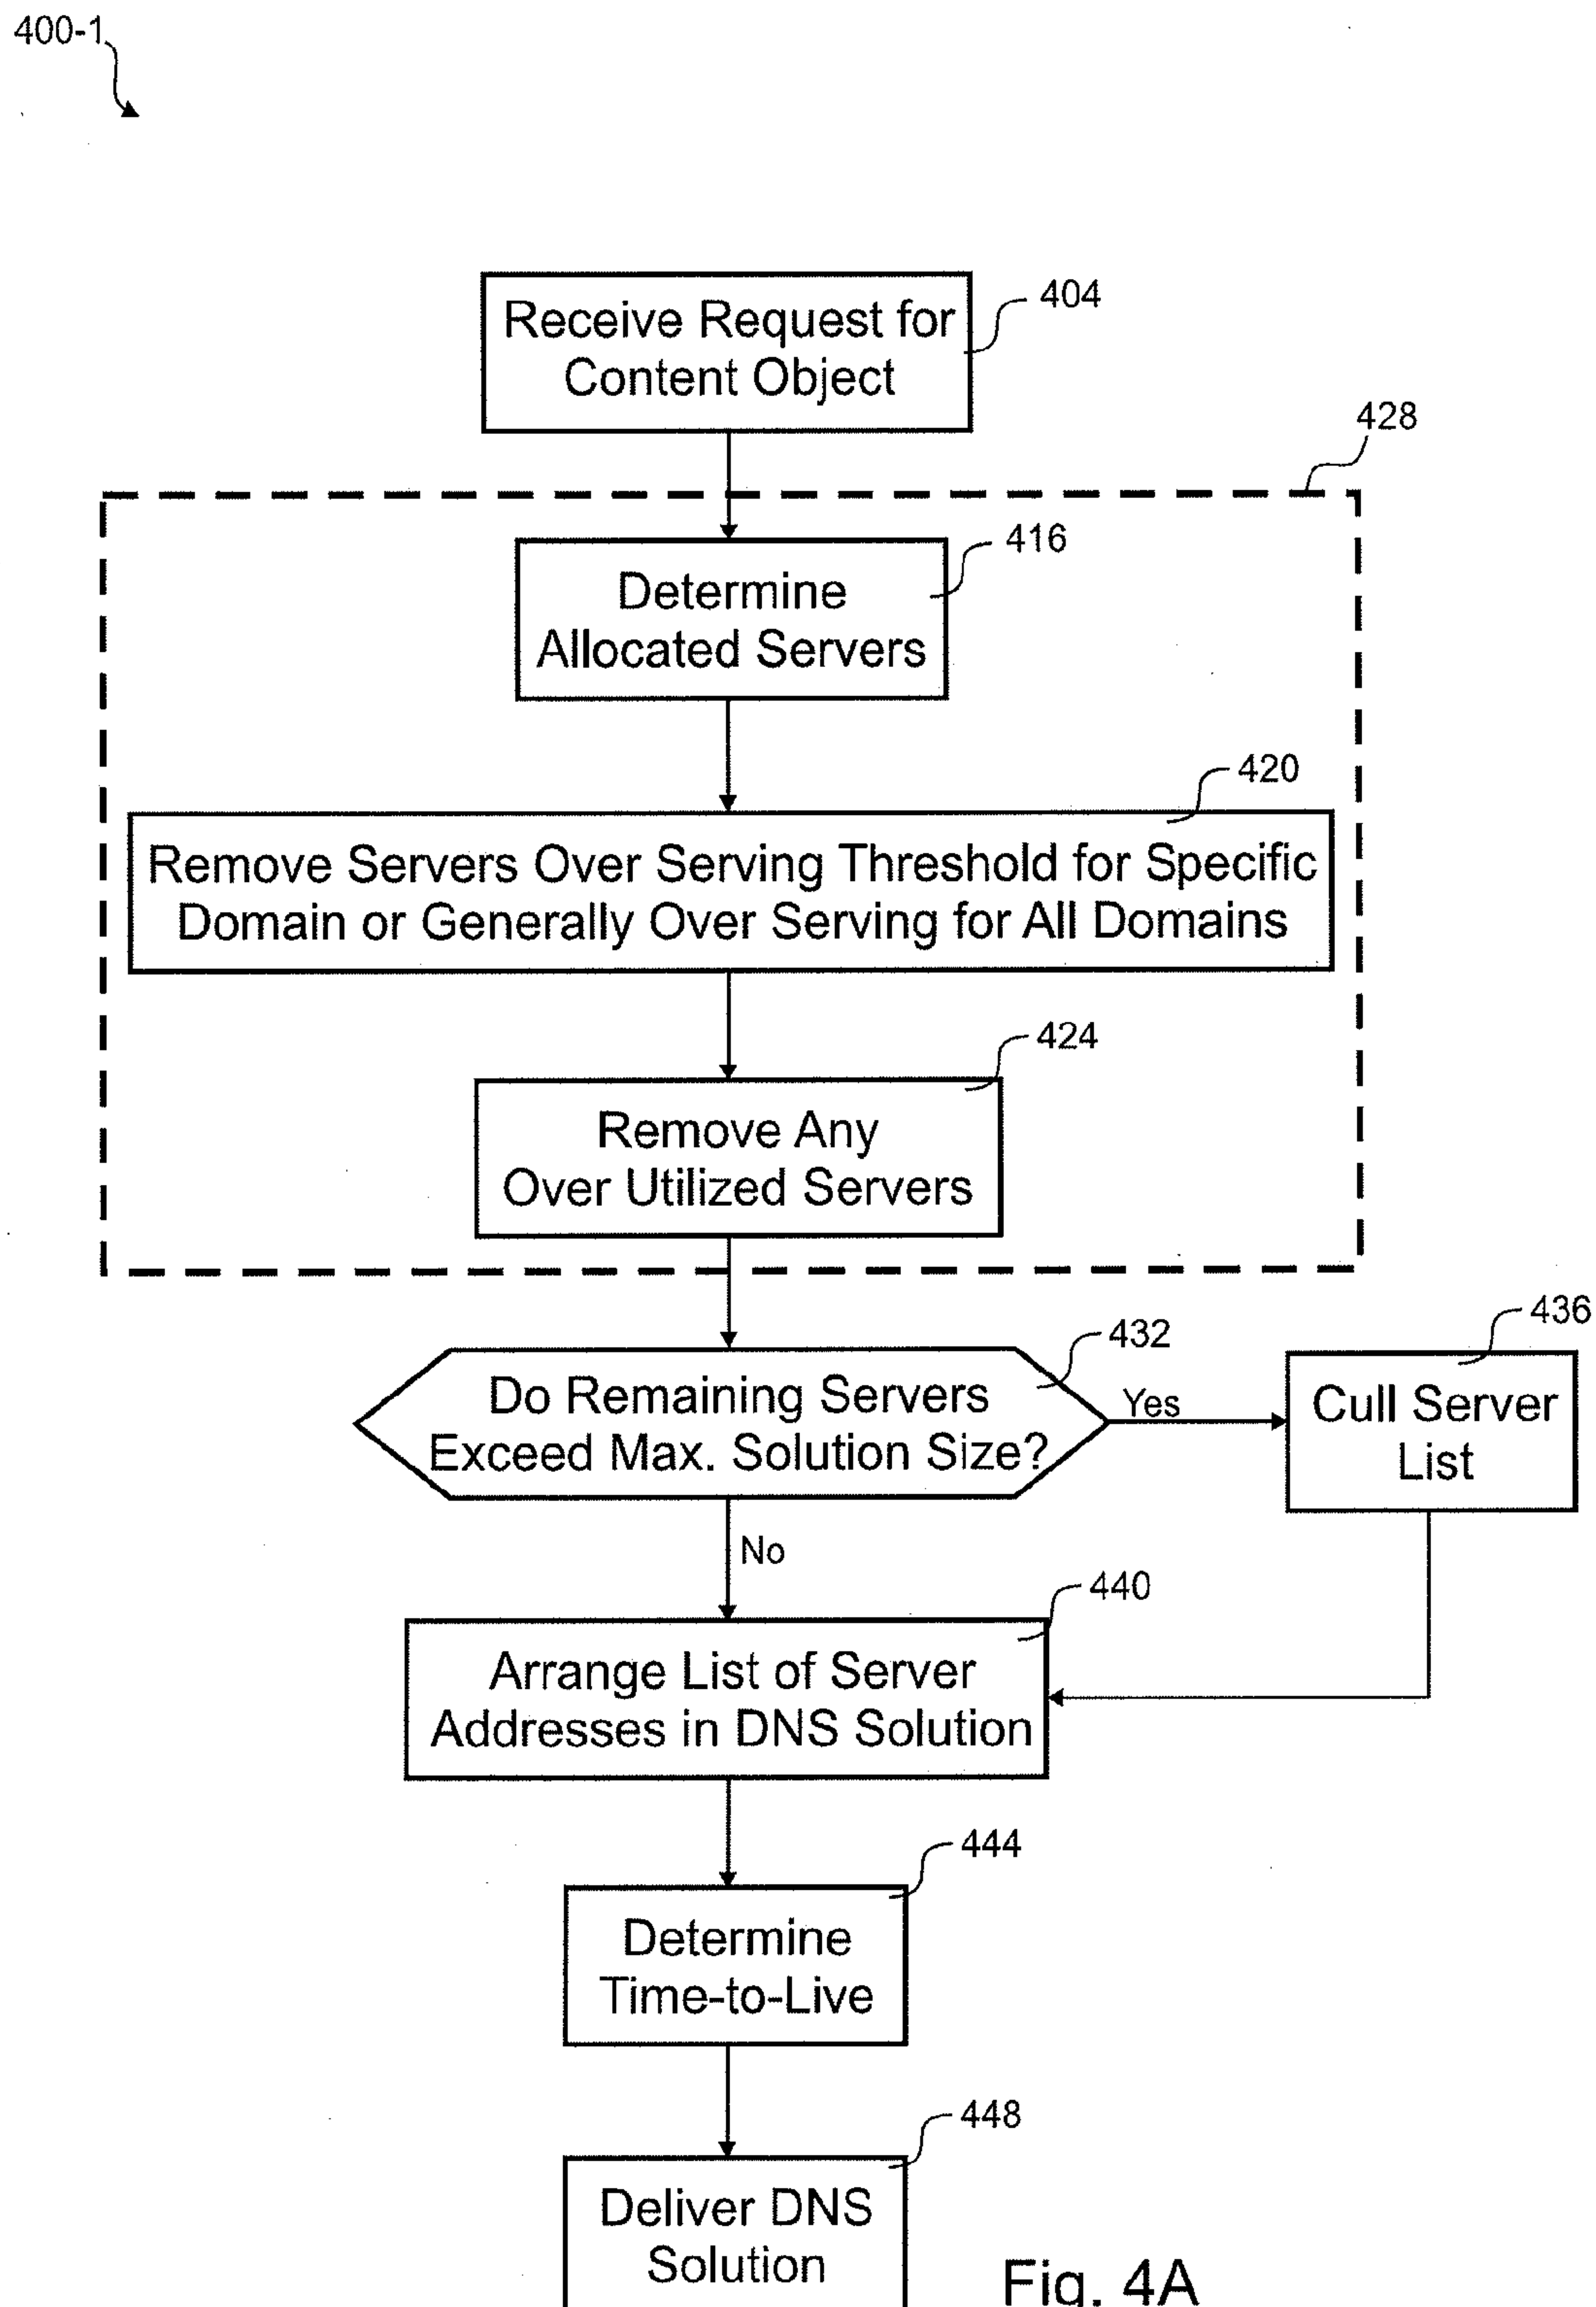 400-1
Receive Request for
Content Object
404
428
Determine
Allocated Servers
416
420
Remove Servers Over Serving Threshold for Specific
Domain or Generally Over Serving for All Domains
424
Remove Any
Over Utilized Servers
432
Do Remaining Servers
Exceed Max. Solution Size?
Yes
436
Cull Server
List
No
440
Arrange List of Server
Addresses in DNS Solution
444
Determine
Time-to-Live
448
Deliver DNS
Solution
Fig. 4A